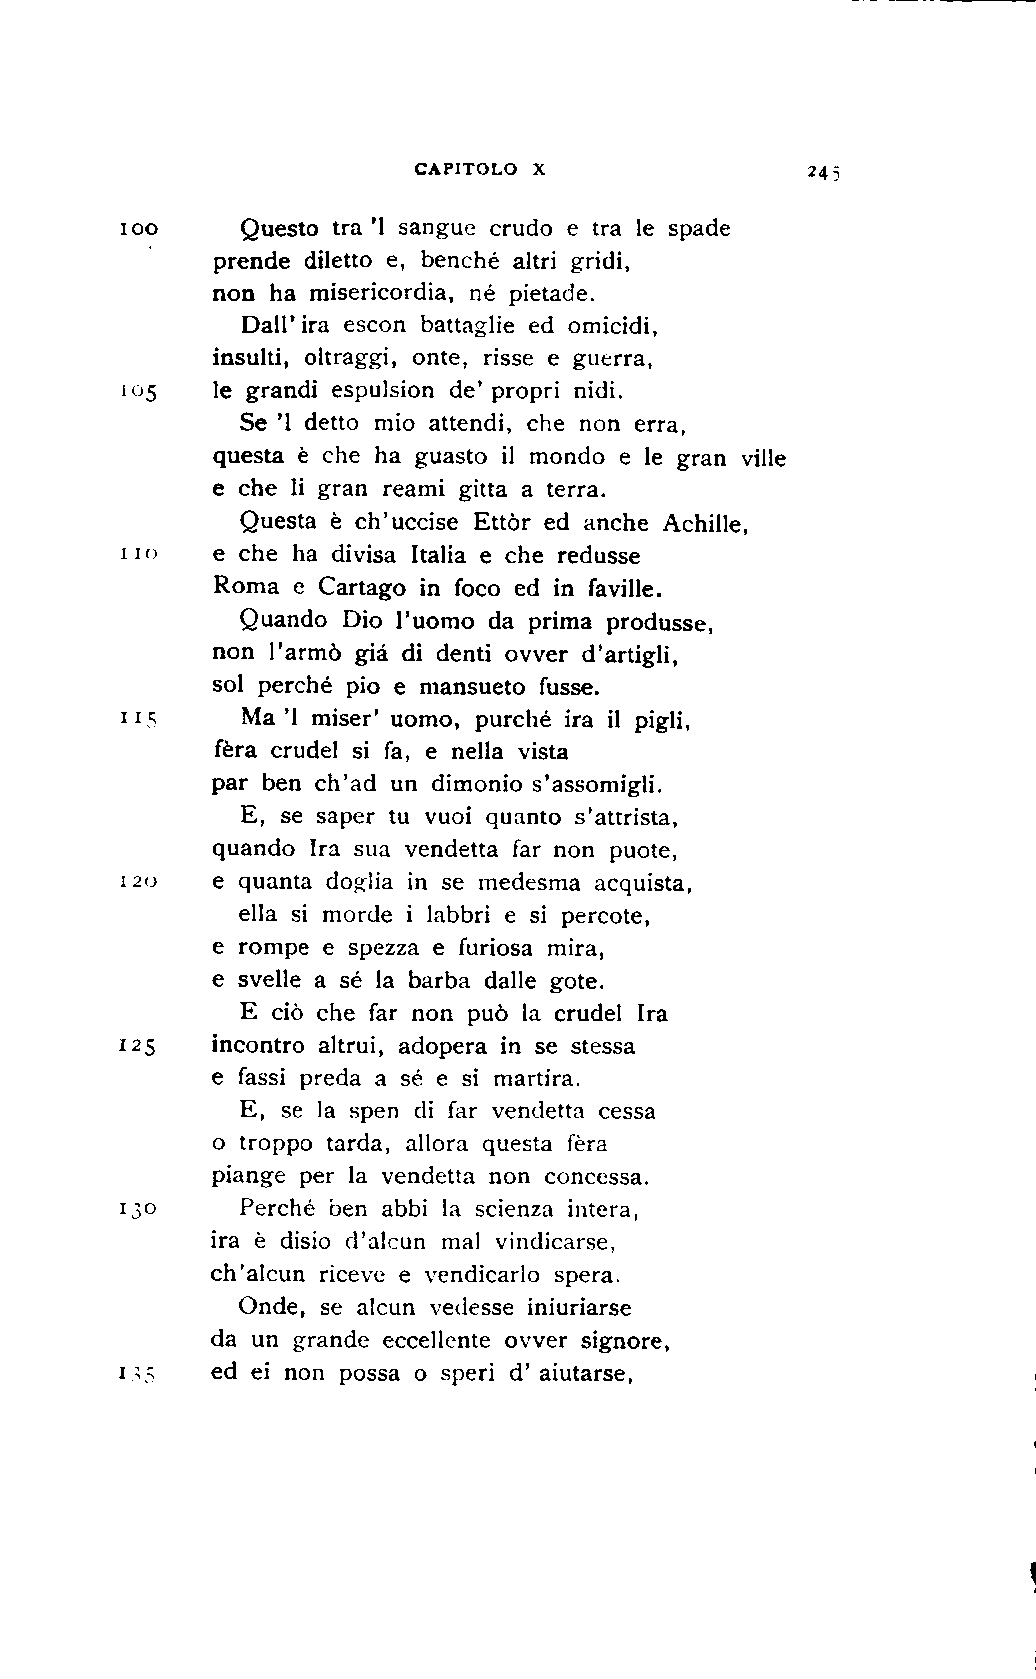 CAPITOLO X 245
100 Questo tra 'l sangue crudo e tra le spade
prende diletto e, benché altri gridi,
non ha misericordia, né pietade.
Dall' ira escon battaglie ed omicidi,
insulti, oltraggi, onte, risse e guerra,
105 le grandi espulsion de' propri nidi.
Se 'l detto mio attendi, che non erra,
questa è che ha guasto il mondo e le gran ville
e che li gran reami gitta a terra.
Questa è ch'uccise Ettòr ed anche Achille,
110 e che ha divisa Italia e che redusse
Roma e Cartago in foco ed in faville.
Quando Dio l'uomo da prima produsse,
non l'armò giá di denti ovver d'artigli,
sol perché pio e mansueto fusse.
115 Ma 'l miser' uomo, purché ira il pigli,
fèra crudel si fa, e nella vista
par ben ch'ad un dimonio s'assomigli.
E, se saper tu vuoi quanto s'attrista,
quando Ira sua vendetta far non puote,
120 e quanta doglia in se medesma acquista,
ella si morde i labbri e si percote,
e rompe e spezza e furiosa mira,
e svelle a sé la barba dalle gote.
E ciò che far non può la crudel Ira
125 incontro altrui, adopera in se stessa
e fassi preda a sé e si martira.
E, se la spen di far vendetta cessa
o troppo tarda, allora questa fèra
piange per la vendetta non concessa.
130 Perché ben abbi la scienza intera,
ira è disio d'alcun mal vindicarse,
ch'alcun riceve e vendicarlo spera.
Onde, se alcun vedesse iniuriarse
da un grande eccellente ovver signore,
135 ed ei non possa o speri d' aiutarse,